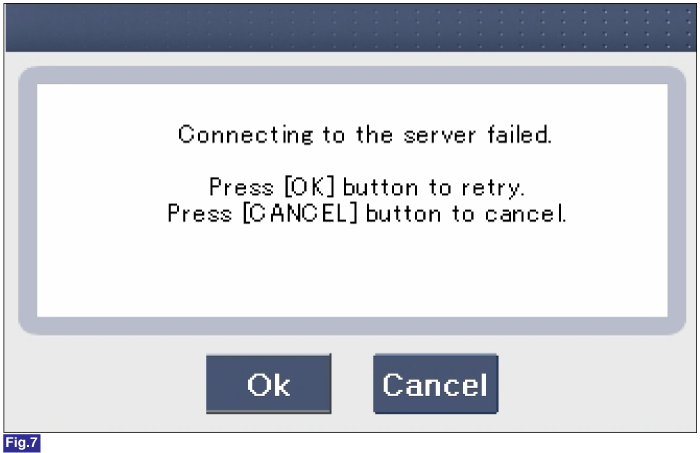 Connecting to the server failed.
Press [OK] button to retry.
Press [CANCEL] button to cancel.
Ok
Cancel
Fig.7